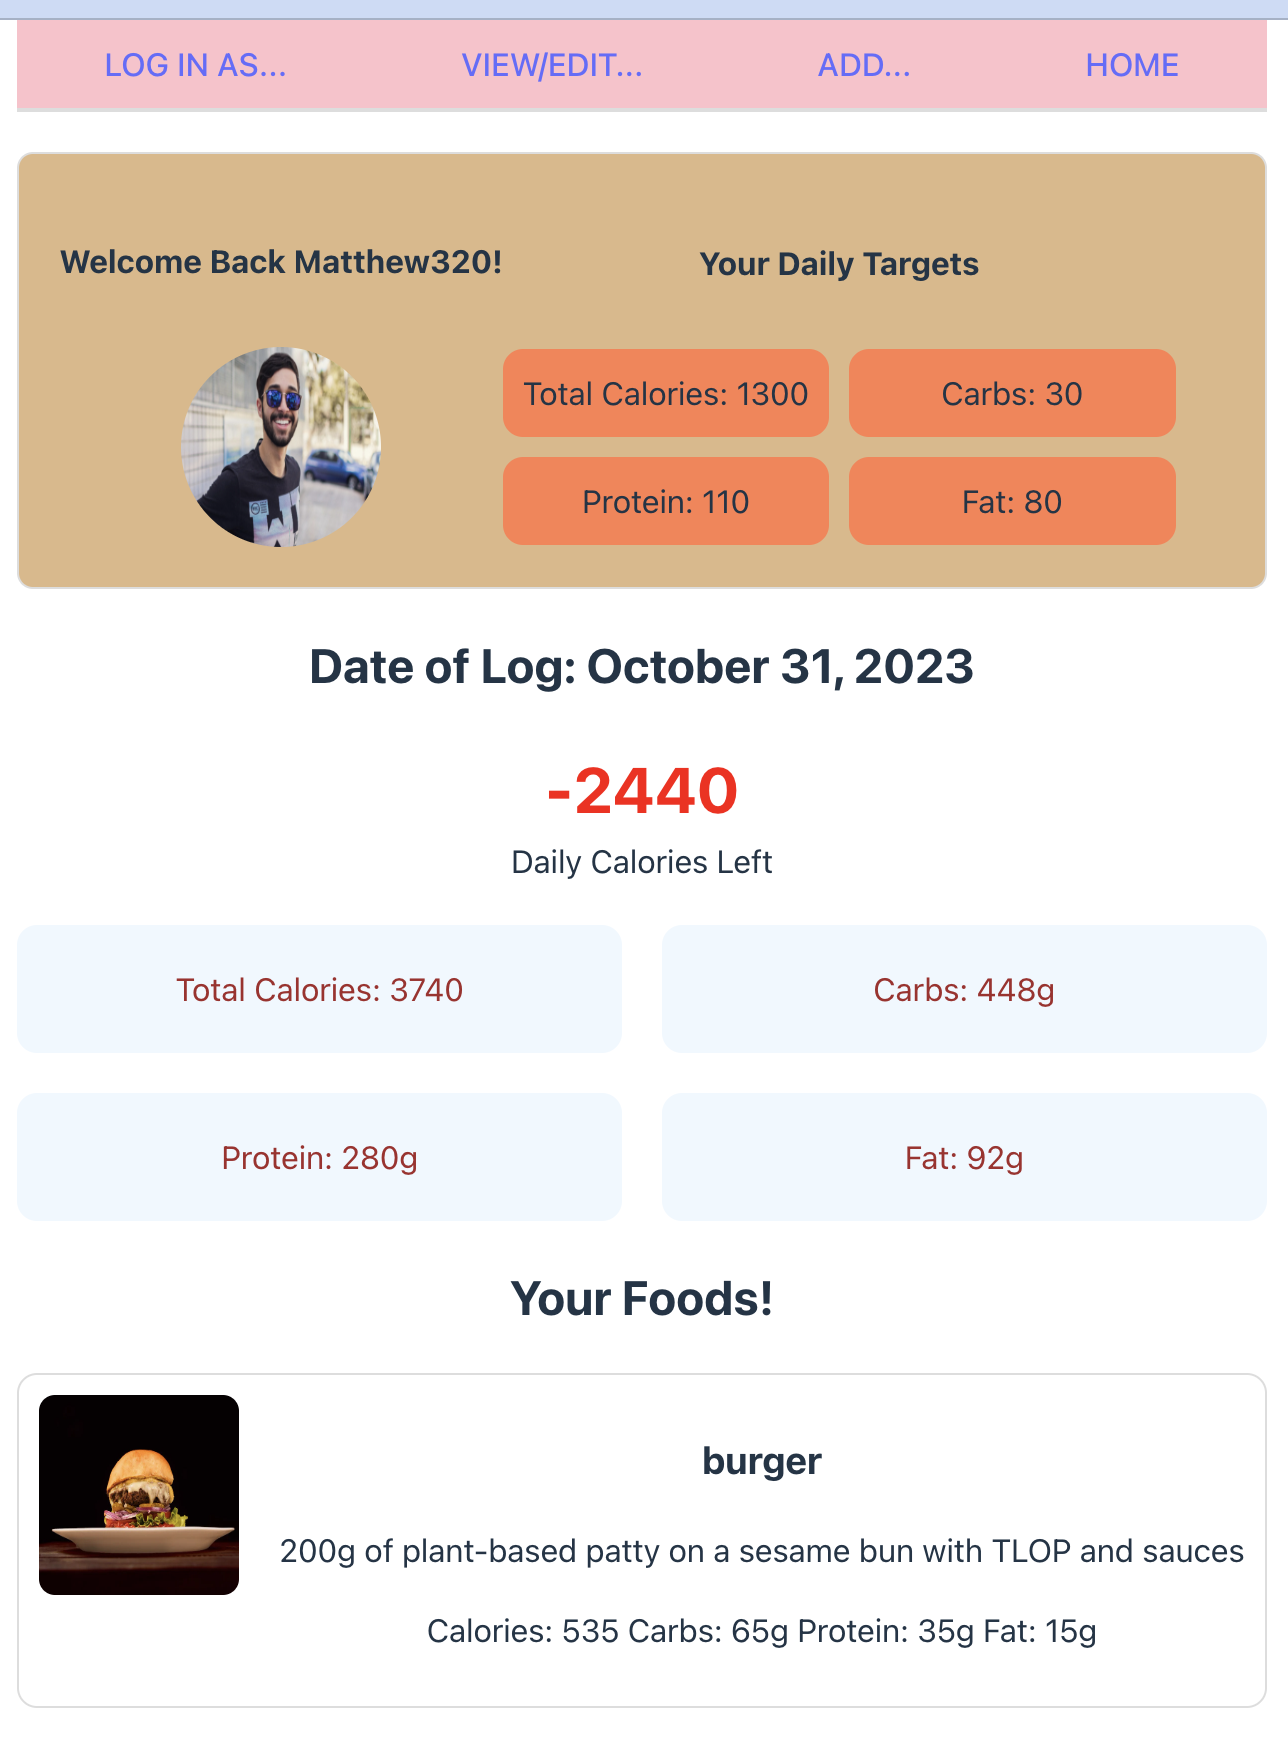 LOG IN AS...
VIEW/EDIT...
ADD...
HOME
Welcome Back Matthew320!
Your Daily Targets
Total Calories: 1300
Carbs: 30
Protein: 110
Fat: 80
Date of Log: October 31, 2023
-2440
Daily Calories Left
Total Calories: 3740
Carbs: 448g
Protein: 280g
Fat: 92g
Your Foods!
burger
200g of plant-based patty on a sesame bun with TLOP and sauces
Calories: 535 Carbs: 65g Protein: 35g Fat: 15g